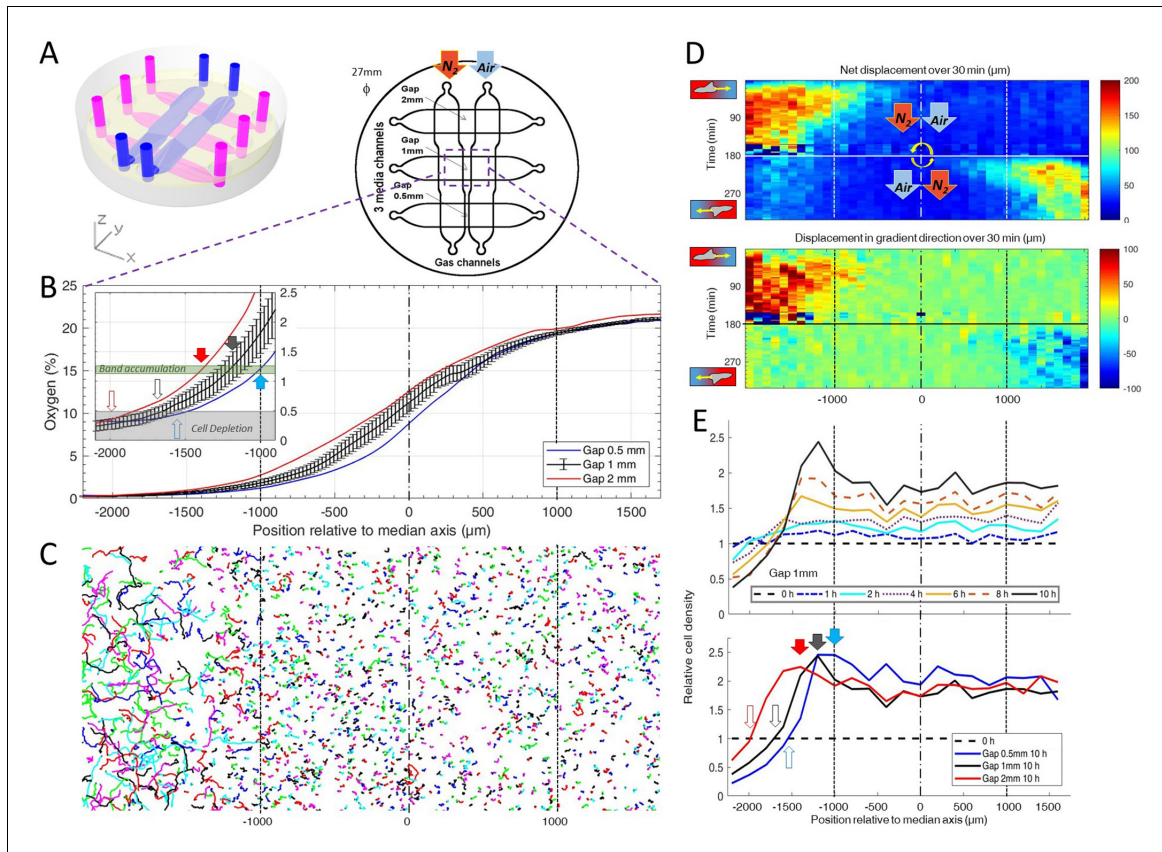 A
27mm
ϕ
N2
Air
Gap
2mm
Gap
1mm
Gap
0.5mm
3 media channels
Gas channels
z
y
x
B
Oxygen (%)
25
20
15
10
5
0
2.5
2
1.5
1
0.5
0
Band accumulation
Cell Depletion
-2000
-1500
-1000
Gap 0.5 mm
Gap 1 mm
Gap 2 mm
-2000
-1500
-1000
-500
0
500
1000
1500
Position relative to median axis (µm)
C
-1000
0
1000
D
Net displacement over 30 min (µm)
Time (min)
90
180
270
N2
Air
Air
N2
-1000
0
1000
200
150
100
50
0
Displacement in gradient direction over 30 min (µm)
Time (min)
90
180
270
-1000
0
1000
100
50
0
-50
-100
E
Relative cell density
2.5
2
1.5
1
0.5
0
Gap 1mm
0 h
1 h
2 h
4 h
6 h
8 h
10 h
2.5
2
1.5
1
0.5
0
0 h
Gap 0.5mm 10 h
Gap 1mm 10 h
Gap 2mm 10 h
-2000
-1500
-1000
-500
0
500
1000
1500
Position relative to median axis (µm)